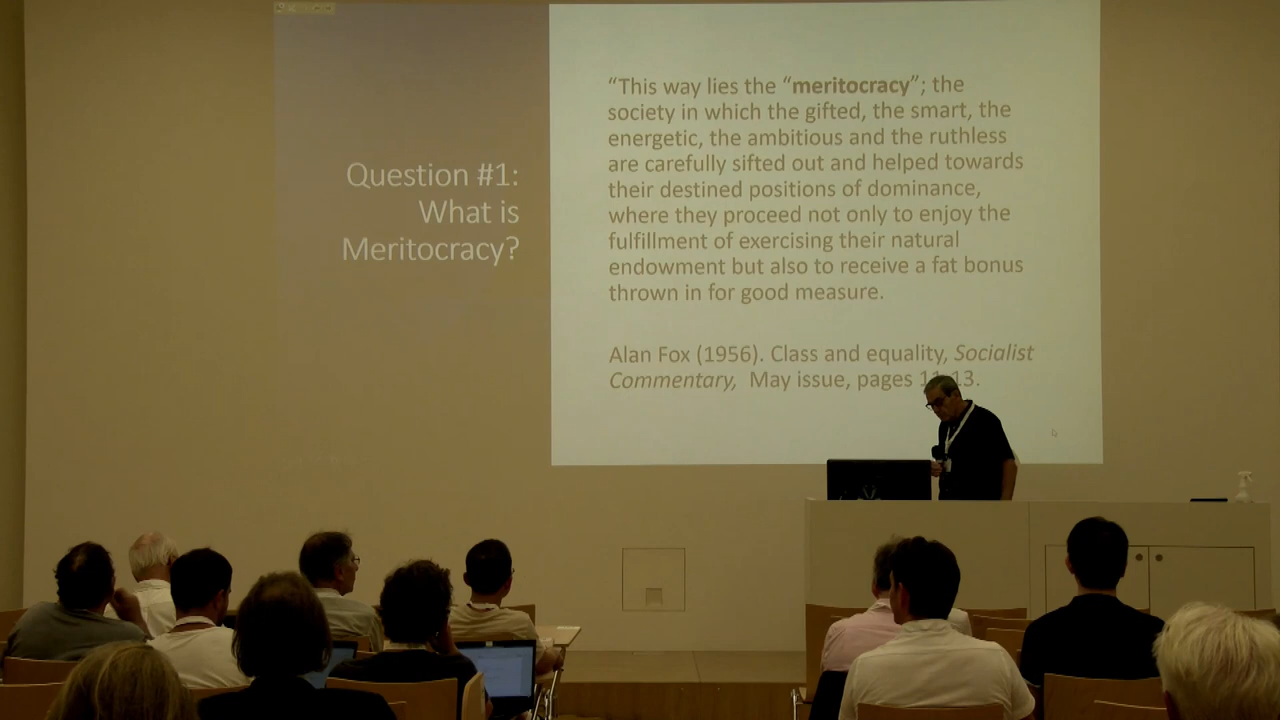 Question #1:
What is
Meritocracy?
“This way lies the “meritocracy”; the
society in which the gifted, the smart, the
energetic, the ambitious and the ruthless
are carefully sifted out and helped towards
their destined positions of dominance,
where they proceed not only to enjoy the
fulfillment of exercising their natural
endowment but also to receive a fat bonus
thrown in for good measure.
Alan Fox (1956). Class and equality, Socialist
Commentary, May issue, pages 11-13.